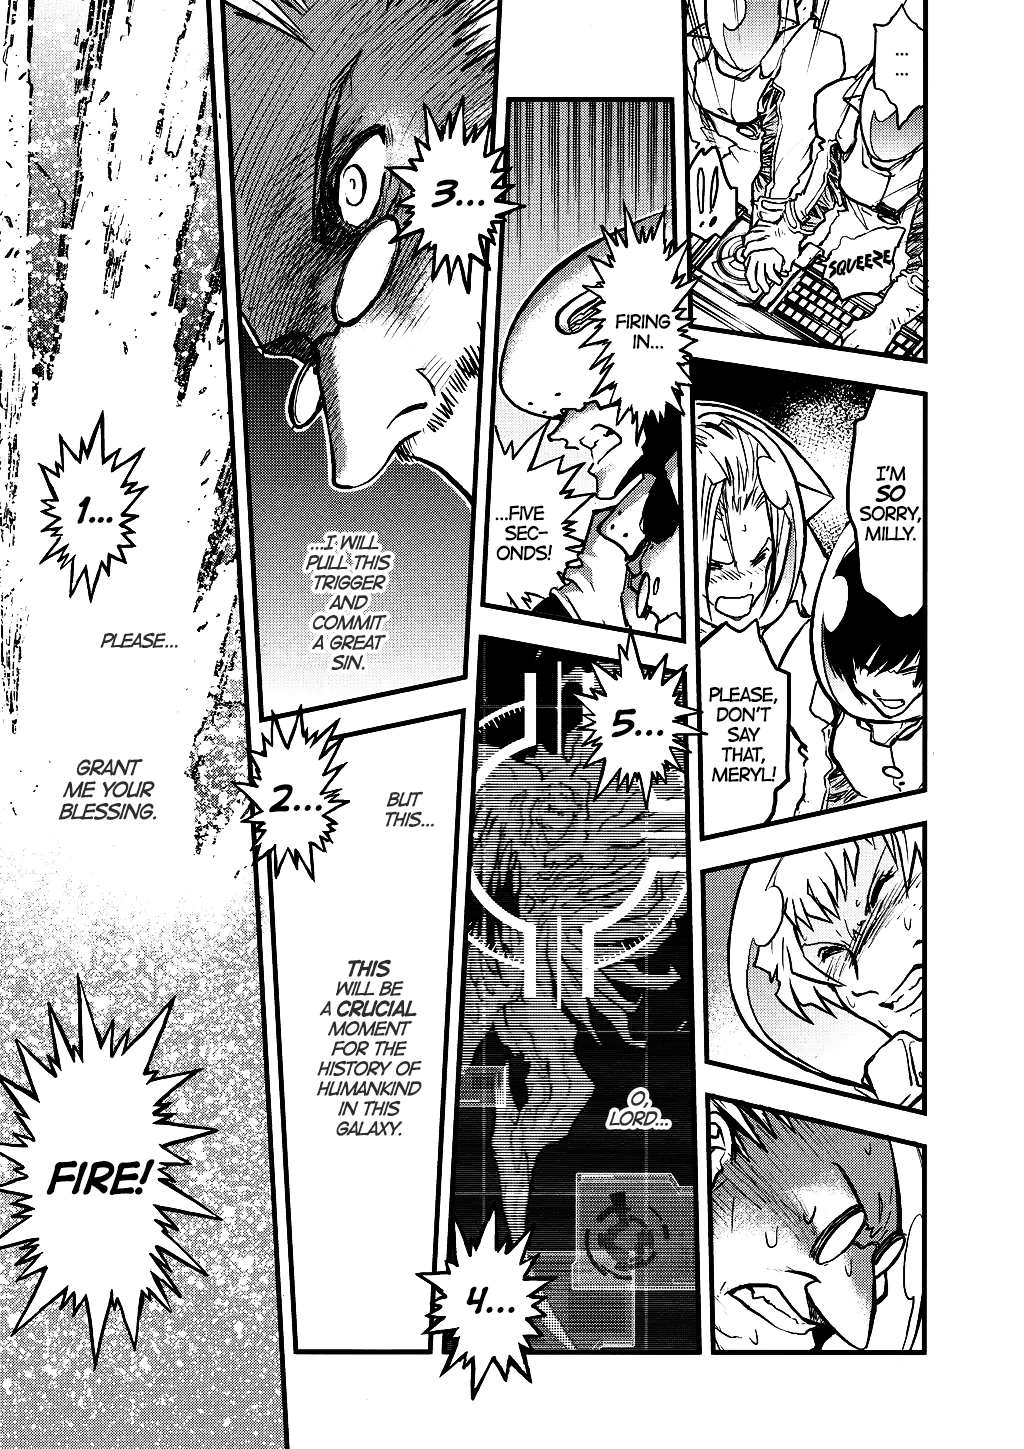 ...
...
!!
SQUEEZE
I'M
SO
SORRY,
MILLY.
PLEASE,
DON'T
SAY
THAT,
MERYL!
FIRING
IN...
...FIVE
SEC-
ONDS!
5...
O,
LORD...
4...
3...
...I WILL
PULL THIS
TRIGGER
AND
COMMIT
A GREAT
SIN.
2...
BUT
THIS...
THIS
WILL BE
A CRUCIAL
MOMENT
FOR THE
HISTORY OF
HUMANKIND
IN THIS
GALAXY.
1...
PLEASE...
GRANT
ME YOUR
BLESSING.
FIRE!